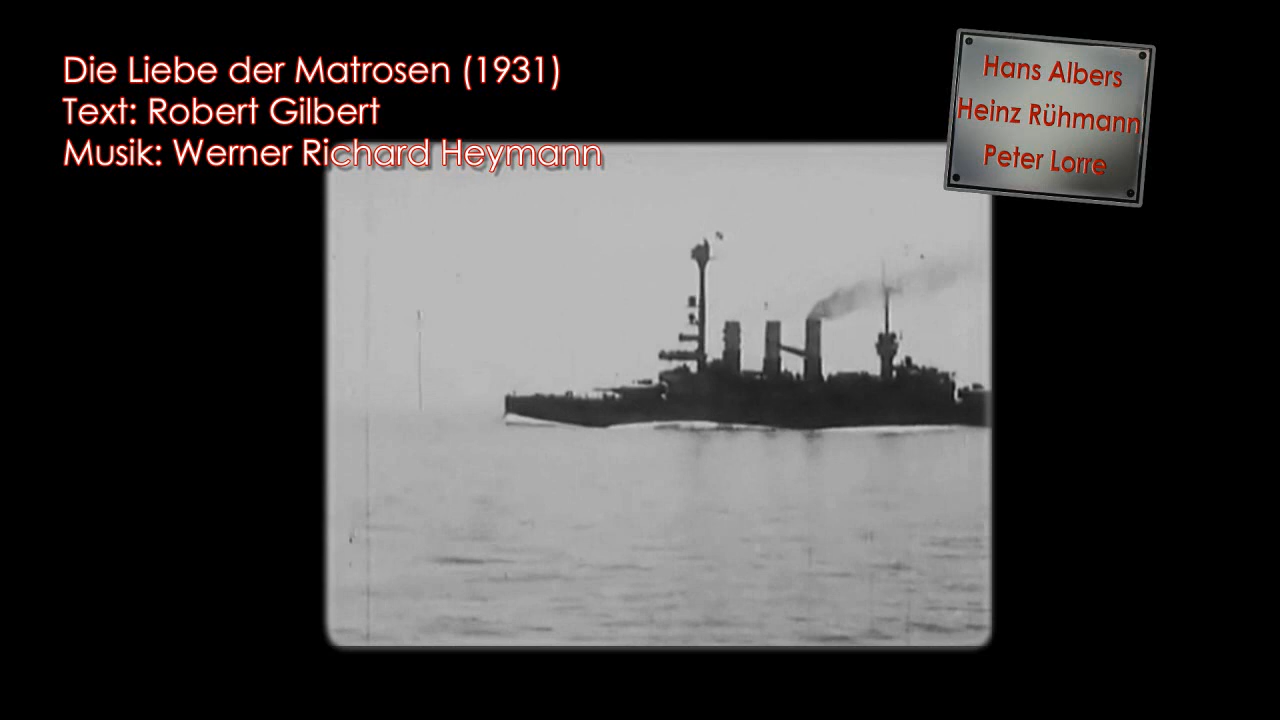 Die Liebe der Matrosen (1931)
Text: Robert Gilbert
Musik: Werner Richard Heymann
Hans Albers
Heinz Rühmann
Peter Lorre